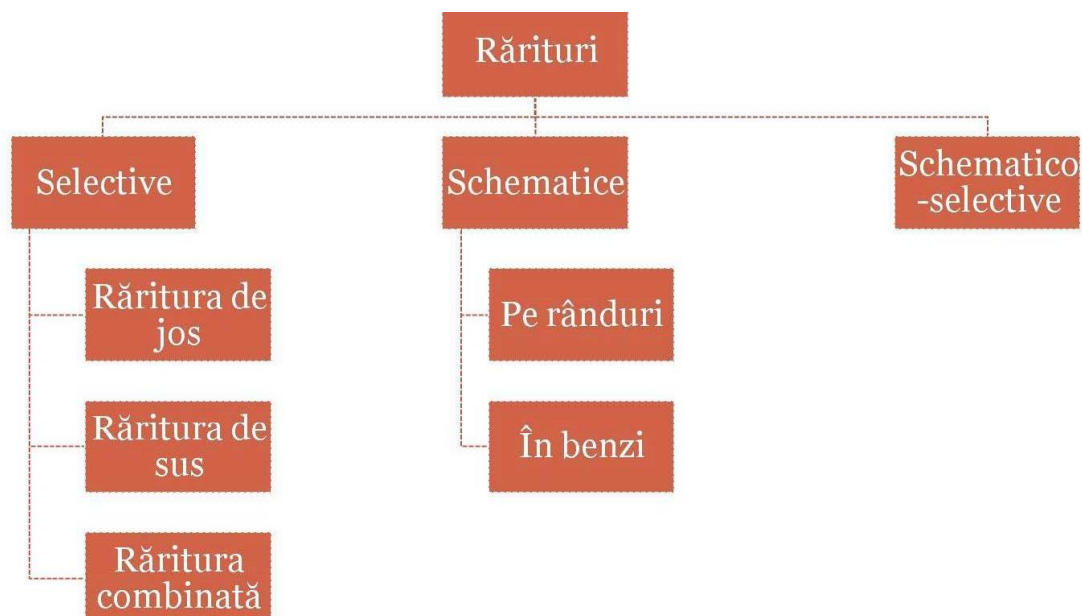 Rărituri
Selective
Răritura de
jos
Răritura de
sus
Răritura
combinată
Schematice
Pe rânduri
În benzi
Schematico
-selective